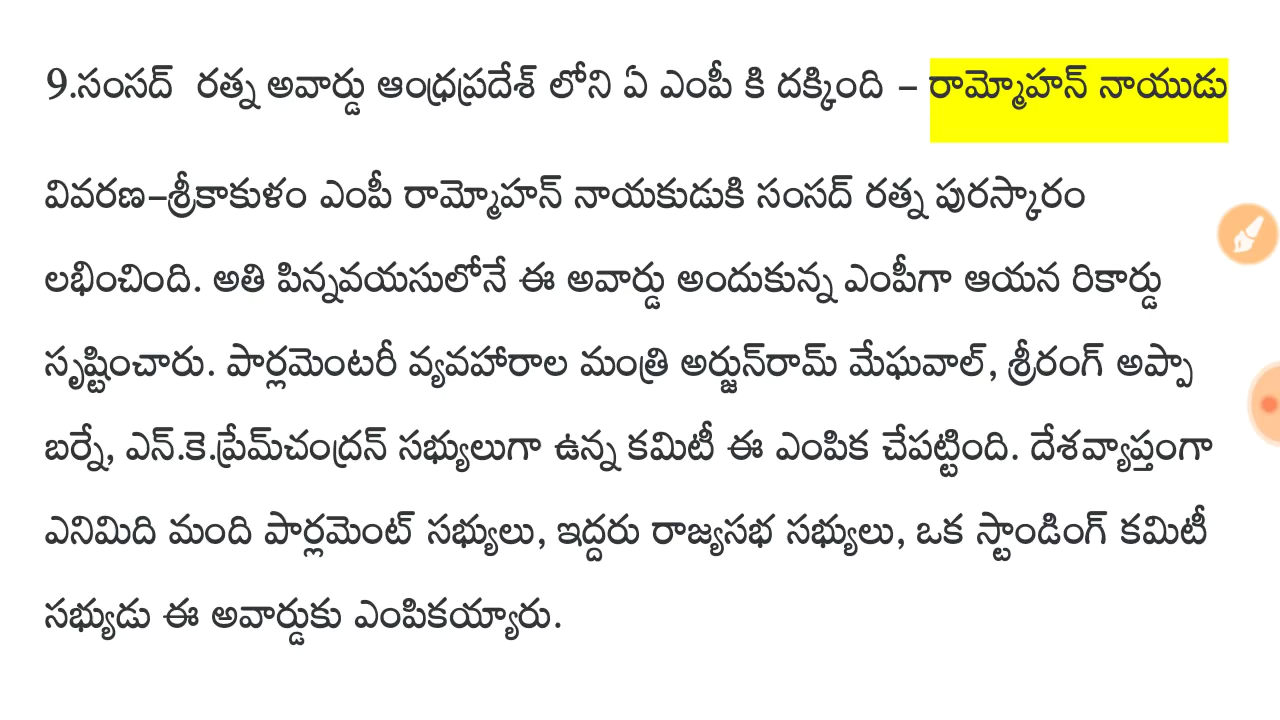 9.సంసద్ రత్న అవార్డు ఆంధ్రప్రదేశ్ లోని ఏ ఎంపీ కి దక్కింది – రామ్మోహన్ నాయుడు
వివరణ–శ్రీకాకుళం ఎంపీ రామ్మోహన్ నాయకుడుకి సంసద్ రత్న పురస్కారం
లభించింది. అతి పిన్నవయసులోనే ఈ అవార్డు అందుకున్న ఎంపీగా ఆయన రికార్డు
సృష్టించారు. పార్లమెంటరీ వ్యవహారాల మంత్రి అర్జున్‌రామ్ మేఘవాల్, శ్రీరంగ్ అప్పా
బర్నే, ఎన్.కె.ప్రేమ్‌చంద్రన్ సభ్యులుగా ఉన్న కమిటీ ఈ ఎంపిక చేపట్టింది. దేశవ్యాప్తంగా
ఎనిమిది మంది పార్లమెంట్ సభ్యులు, ఇద్దరు రాజ్యసభ సభ్యులు, ఒక స్టాండింగ్ కమిటీ
సభ్యుడు ఈ అవార్డుకు ఎంపికయ్యారు.